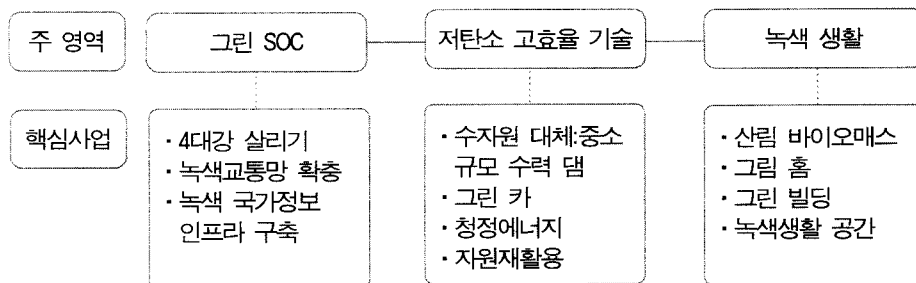 주 영역
그린 SOC
저탄소 고효율 기술
녹색 생활
핵심사업
· 4대강 살리기
· 녹색교통망 확충
· 녹색 국가정보
인프라 구축
· 수자원 대체:중소
규모 수력 댐
· 그린 카
· 청정에너지
· 자원재활용
· 산림 바이오매스
· 그림 홈
· 그린 빌딩
· 녹색생활 공간